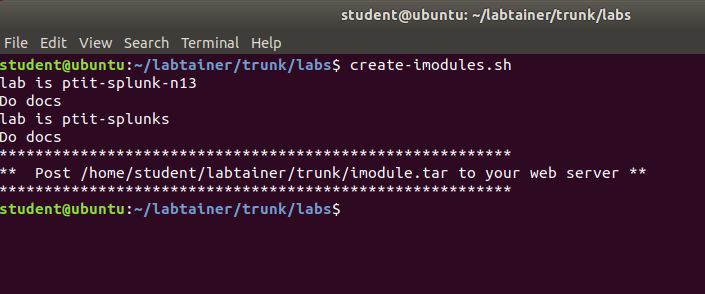 student@ubuntu: ~/labtainer/trunk/labs
File Edit View Search Terminal Help
student@ubuntu:~/labtainer/trunk/labs$ create-imodules.sh
lab is ptit-splunk-n13
Do docs
lab is ptit-splunks
Do docs
*********************************************************
**  Post /home/student/labtainer/trunk/imodule.tar to your web server **
*********************************************************
student@ubuntu:~/labtainer/trunk/labs$